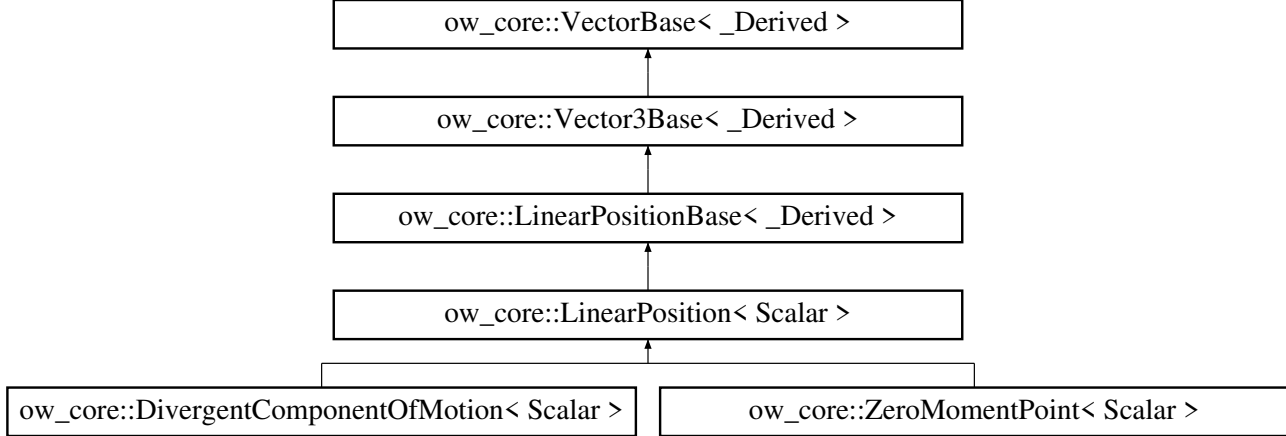 ow_core::VectorBase< _Derived >
ow_core::Vector3Base< _Derived >
ow_core::LinearPositionBase< _Derived >
ow_core::LinearPosition< Scalar >
ow_core::DivergentComponentOfMotion< Scalar >
ow_core::ZeroMomentPoint< Scalar >